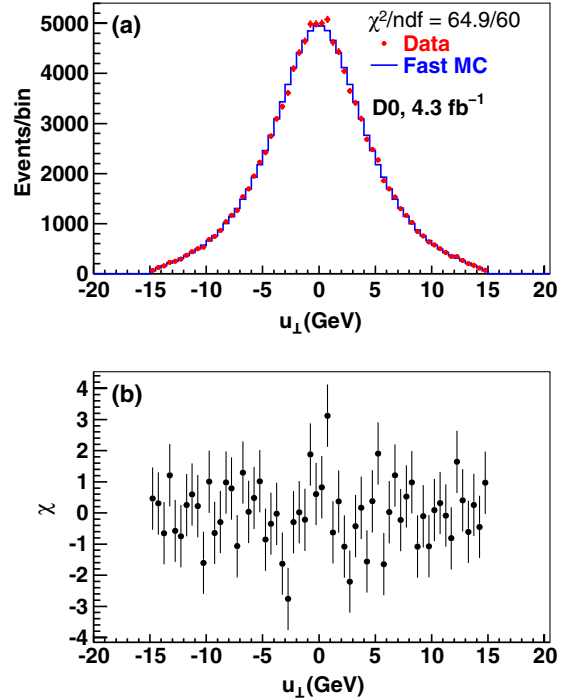 (a)
χ²/ndf = 64.9/60
Data
Fast MC
D0, 4.3 fb⁻¹
Events/bin
5000
4000
3000
2000
1000
0
-20 -15 -10 -5 0 5 10 15 20
u⊥(GeV)
(b)
χ
4
3
2
1
0
-1
-2
-3
-4
-20 -15 -10 -5 0 5 10 15 20
u⊥(GeV)